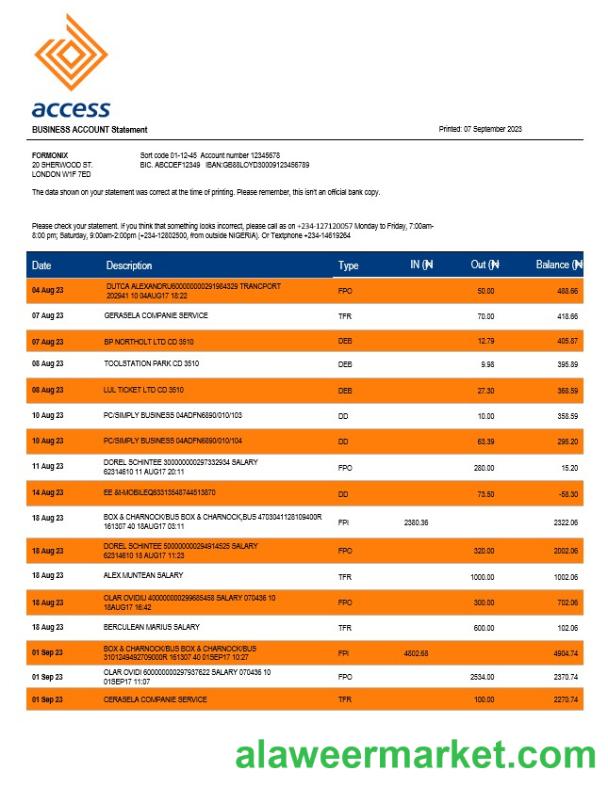 access
BUSINESS ACCOUNT Statement Printed: 07 September 2023
FORMONIX Sort code 01-12-45 Account number 12345678
20 SHERWOOD ST. BIC. ABCDEF12349 IBAN:GB88LOYD30009123456789
LONDON W1F 7ED
The data shown on your statement was correct at the time of printing. Please remember, this isn't an official bank copy.
Please check your statement. If you think that something looks incorrect, please call as on +234-127120057 Monday to Friday, 7:00am-
8:00 pm; Saturday, 9:00am-2:00pm (+234-12802500, from outside NIGERIA). Or Textphone +234-14619264
Date Description Type IN (₦ Out (₦ Balance (₦
04 Aug 23 DUTCA ALEXANDRU600000000291984329 TRANCPORT FPO 50.00 488.66
202941 10 04AUG17 18:22
07 Aug 23 GERASELA COMPANIE SERVICE TFR 70.00 418.66
07 Aug 23 BP NORTHOLT LTD CD 3510 DEB 12.79 405.87
08 Aug 23 TOOLSTATION PARK CD 3510 DEB 9.98 395.89
08 Aug 23 LUL TICKET LTD CD 3510 DEB 27.30 368.59
10 Aug 23 PC/SIMPLY BUSINESS 04ADFN6890/010/103 DD 10.00 358.59
10 Aug 23 PC/SIMPLY BUSINESS 04ADFN6890/010/104 DD 63.39 295.20
11 Aug 23 DOREL SCHINTEE 30000000297332934 SALARY FPO 280.00 15.20
62314610 11 AUG17 20:11
14 Aug 23 EE &I-MOBILEQ63313548744513870 DD 73.50 -58.30
18 Aug 23 BOX & CHARNOCK/BUS BOX & CHARNOCK,BUS 4703041128109400R FPI 2380.36 2322.06
161307 40 18AUG17 03:11
18 Aug 23 DOREL SCHINTEE 500000000294914525 SALARY FPO 320.00 2002.06
62314610 18 AUG17 11:23
18 Aug 23 ALEX MUNTEAN SALARY TFR 1000.00 1002.06
18 Aug 23 OLAR OVIDIU 400000000299685458 SALARY 070436 10 FPO 300.00 702.06
18AUG17 16:42
18 Aug 23 BERCULEAN MARIUS SALARY TFR 600.00 102.06
01 Sep 23 BOX & CHARNOCK/BUS BOX & CHARNOCK/BUS FPI 4802.68 4904.74
3101249492709000R 161307 40 01SEP17 10:27
01 Sep 23 CLAR OVIDI 600000000297937622 SALARY 070436 10 FPO 2534.00 2370.74
01SEP17 11:07
01 Sep 23 CERASELA COMPANIE SERVICE TFR 100.00 2270.74
alaweermarket.com